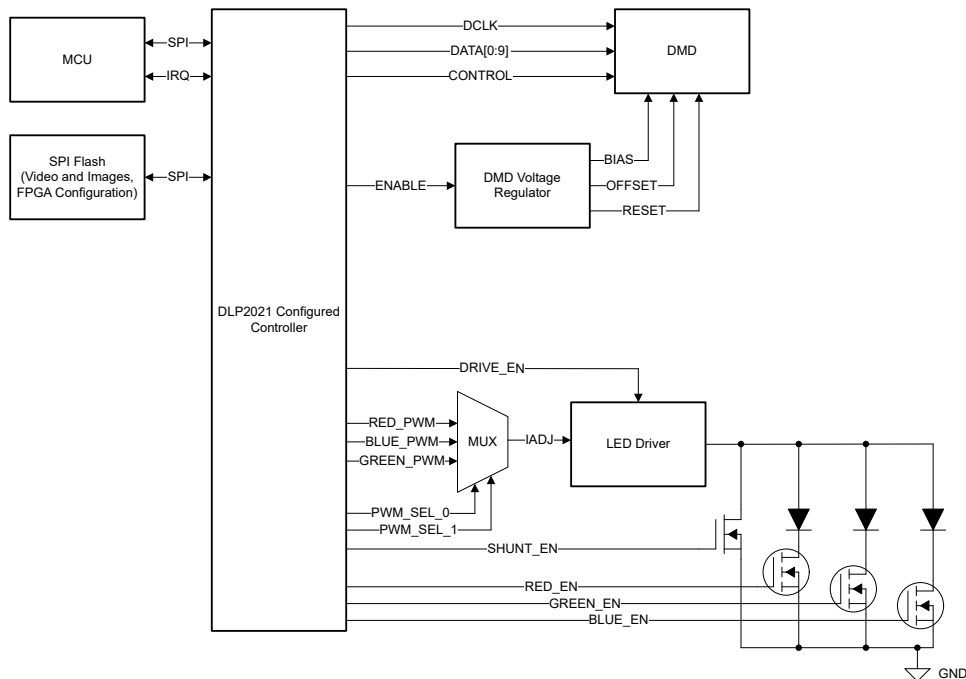 MCU
SPI
IRQ
SPI Flash
(Video and Images,
FPGA Configuration)
SPI
DLP2021 Configured
Controller
DCLK
DATA[0:9]
CONTROL
DMD
ENABLE
DMD Voltage
Regulator
BIAS
OFFSET
RESET
DRIVE_EN
RED_PWM
BLUE_PWM
GREEN_PWM
MUX
IADJ
LED Driver
PWM_SEL_0
PWM_SEL_1
SHUNT_EN
RED_EN
GREEN_EN
BLUE_EN
GND